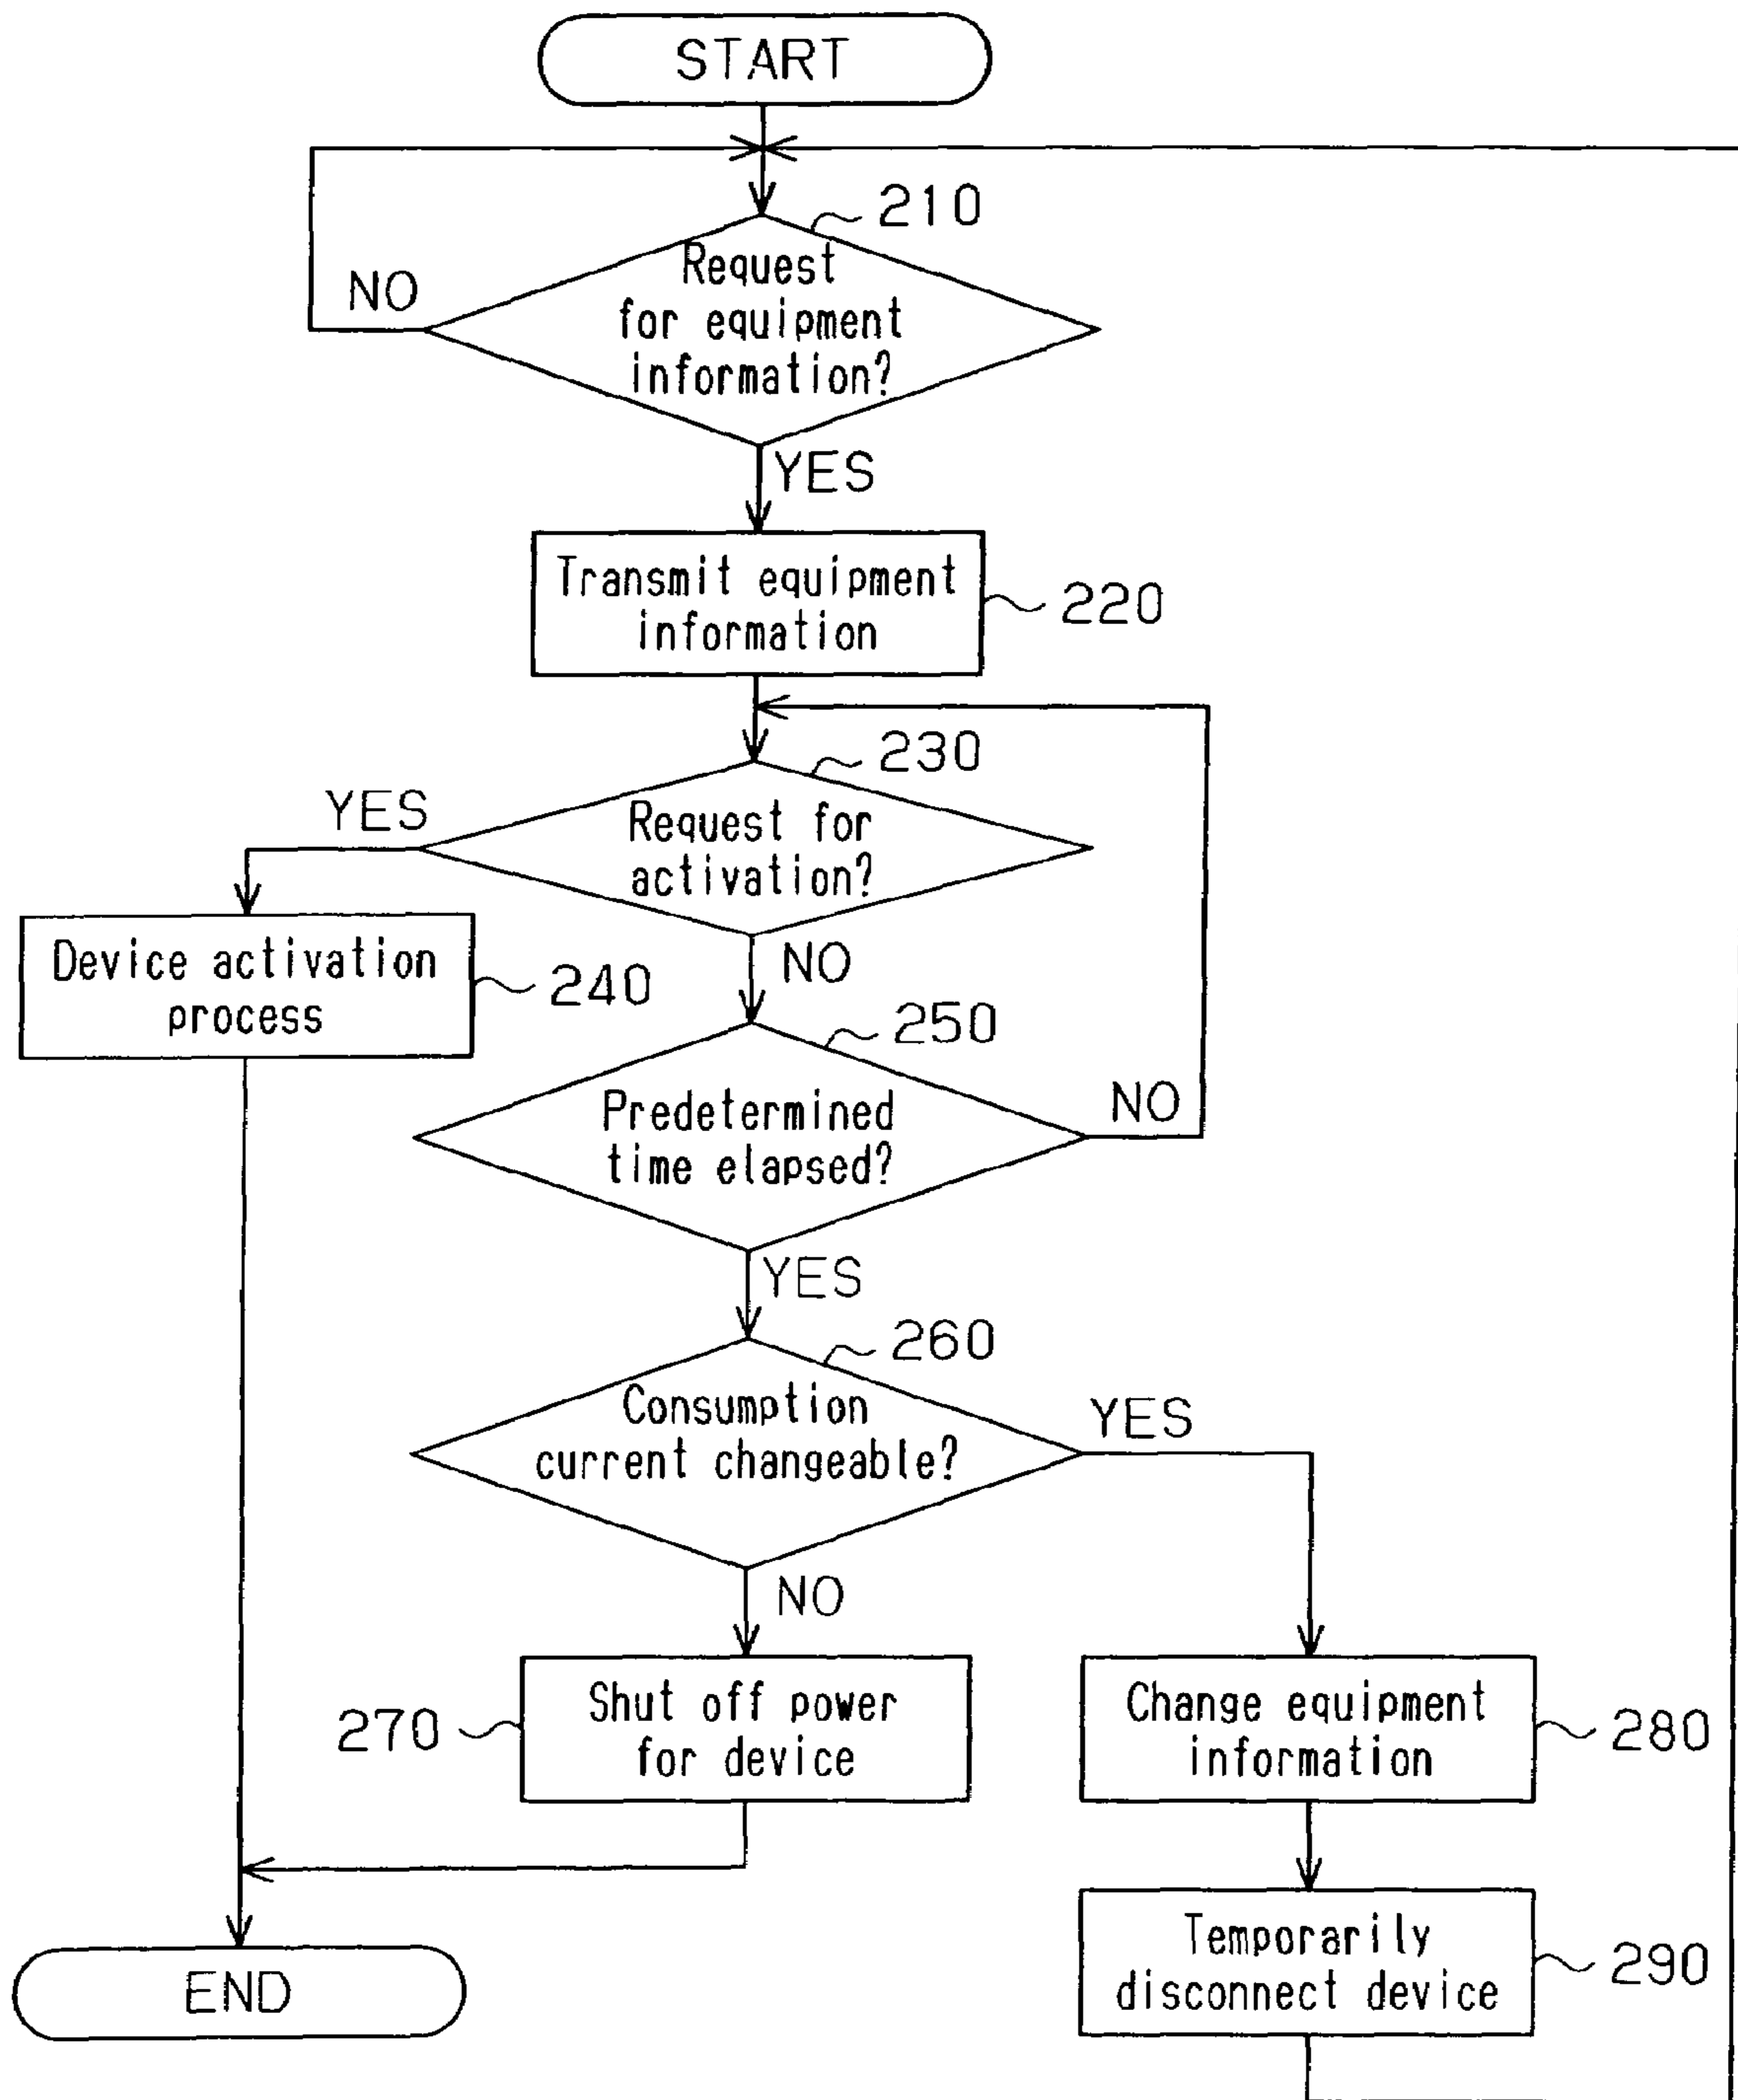 START
210
Request
for equipment
information?
NO
YES
Transmit equipment
information
220
230
Request for
activation?
YES
NO
Device activation
process
240
250
Predetermined
time elapsed?
NO
YES
260
Consumption
current changeable?
YES
NO
Shut off power
for device
270
Change equipment
information
280
Temporarily
disconnect device
290
END